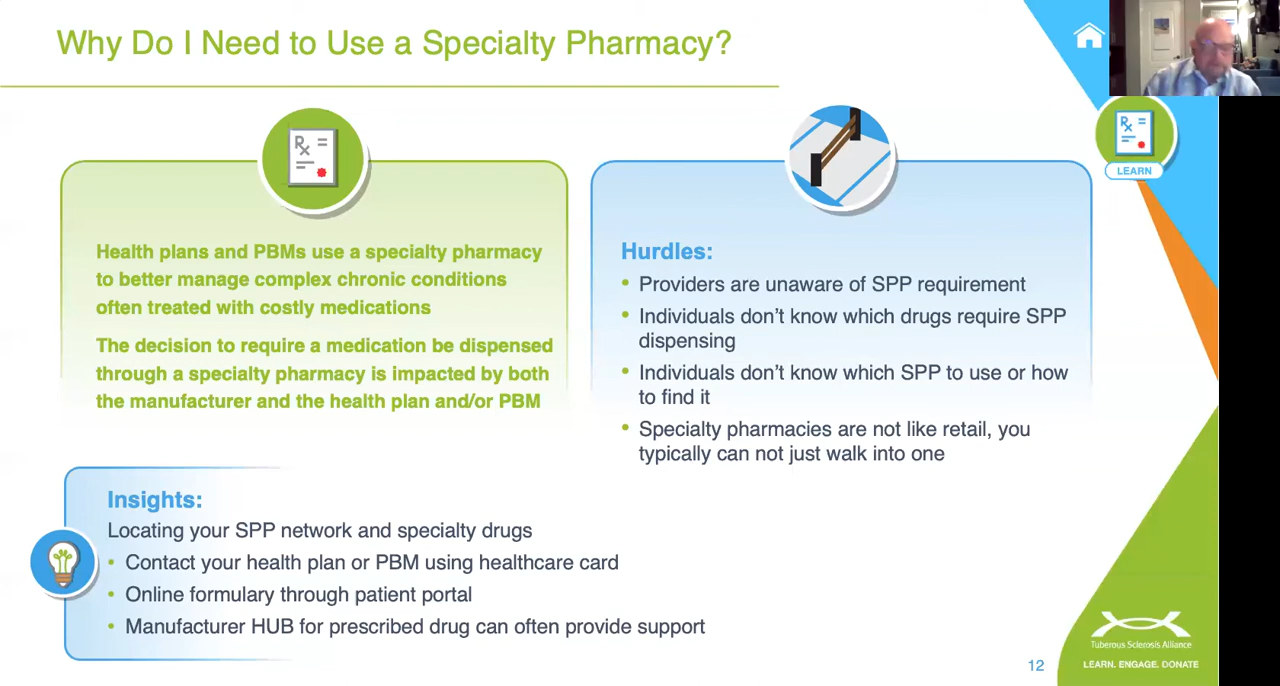 Why Do I Need to Use a Specialty Pharmacy?
Rx
Rx
LEARN
Health plans and PBMs use a specialty pharmacy
to better manage complex chronic conditions
often treated with costly medications
The decision to require a medication be dispensed
through a specialty pharmacy is impacted by both
the manufacturer and the health plan and/or PBM
Hurdles:
• Providers are unaware of SPP requirement
• Individuals don’t know which drugs require SPP
dispensing
• Individuals don’t know which SPP to use or how
to find it
• Specialty pharmacies are not like retail, you
typically can not just walk into one
Insights:
Locating your SPP network and specialty drugs
• Contact your health plan or PBM using healthcare card
• Online formulary through patient portal
• Manufacturer HUB for prescribed drug can often provide support
12
Tuberous Sclerosis Alliance
LEARN. ENGAGE. DONATE